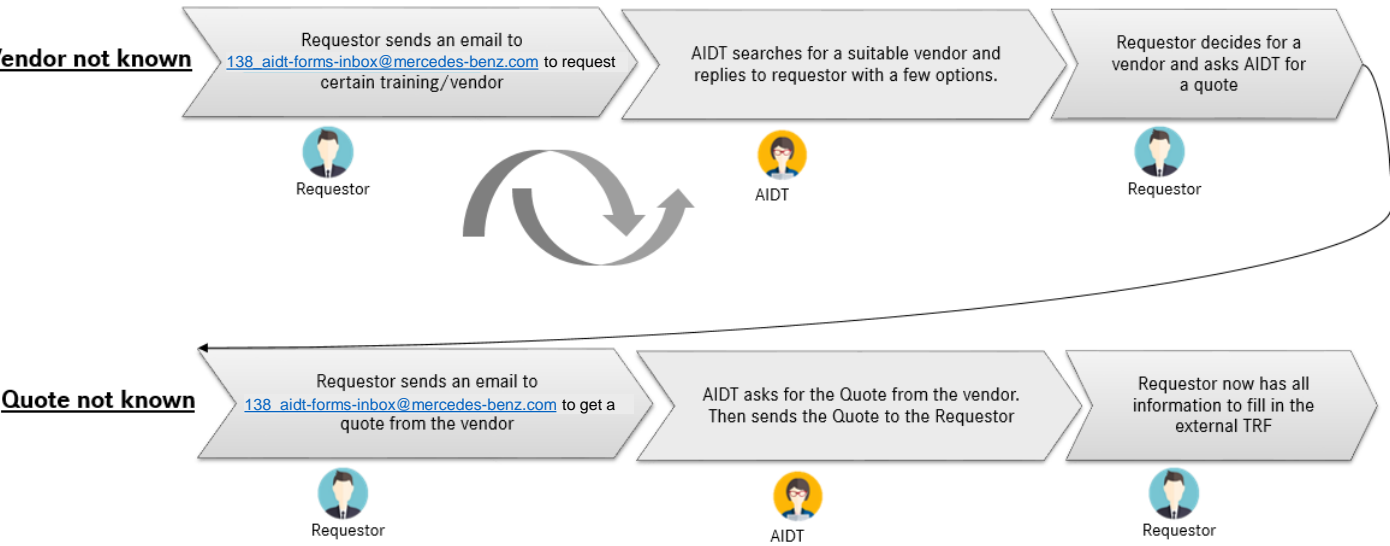 Vendor not known
Requestor sends an email to
138_aidt-forms-inbox@mercedes-benz.com to request
certain training/vendor
AIDT searches for a suitable vendor and
replies to requestor with a few options.
Requestor decides for a
vendor and asks AIDT for
a quote
Requestor
AIDT
Requestor
Quote not known
Requestor sends an email to
138_aidt-forms-inbox@mercedes-benz.com to get a
quote from the vendor
AIDT asks for the Quote from the vendor.
Then sends the Quote to the Requestor
Requestor now has all
information to fill in the
external TRF
Requestor
AIDT
Requestor